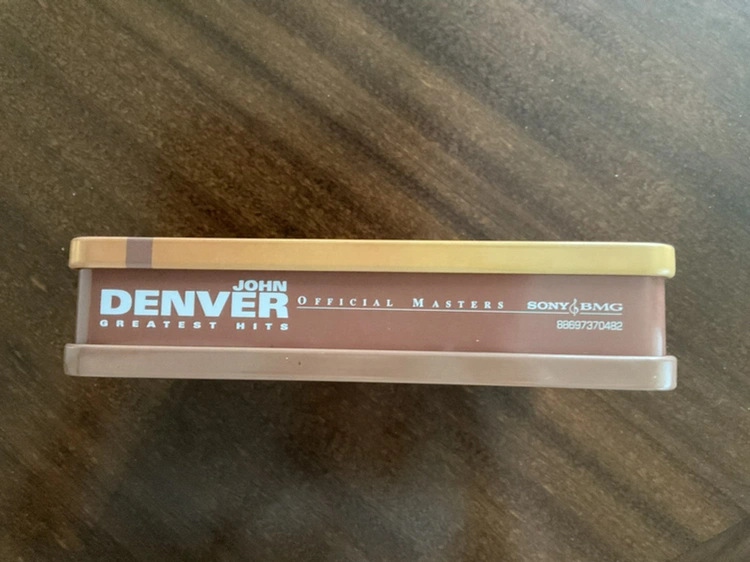 JOHN
DENVER
GREATEST HITS
OFFICIAL MASTERS
SONY BMG
88697370482